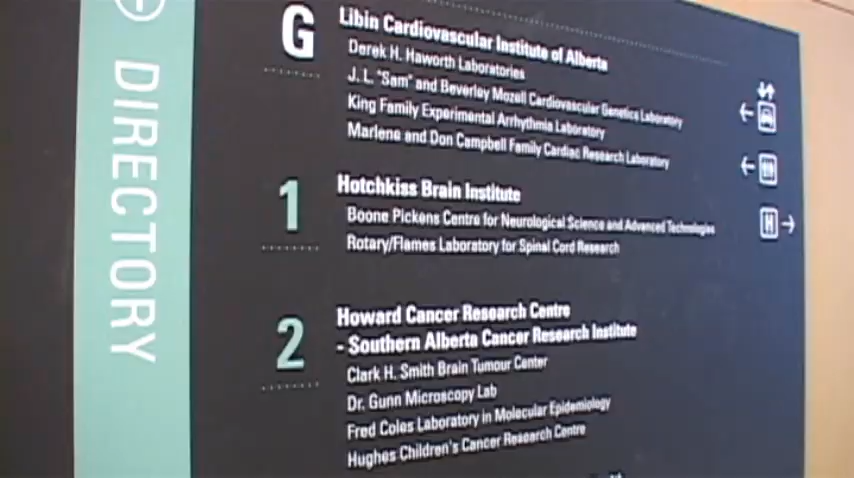 DIRECTORY
G
Libin Cardiovascular Institute of Alberta
Derek H. Haworth Laboratories
J. L. "Sam" and Beverley Mozell Cardiovascular Genetics Laboratory
King Family Experimental Arrhythmia Laboratory
Marlene and Don Campbell Family Cardiac Research Laboratory
1
Hotchkiss Brain Institute
Boone Pickens Centre for Neurological Science and Advanced Technologies
Rotary/Flames Laboratory for Spinal Cord Research
H
2
Howard Cancer Research Centre
- Southern Alberta Cancer Research Institute
Clark H. Smith Brain Tumour Center
Dr. Gunn Microscopy Lab
Fred Coles Laboratory in Molecular Epidemiology
Hughes Children's Cancer Research Centre